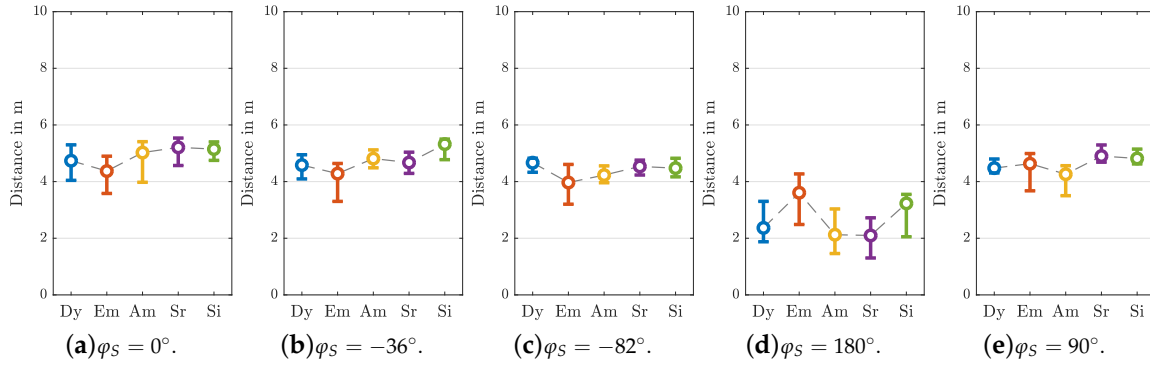 Distance in m
10
8
6
4
2
0
Dy Em Am Sr Si
(a)φS = 0°.
Distance in m
10
8
6
4
2
0
Dy Em Am Sr Si
(b)φS = −36°.
Distance in m
10
8
6
4
2
0
Dy Em Am Sr Si
(c)φS = −82°.
Distance in m
10
8
6
4
2
0
Dy Em Am Sr Si
(d)φS = 180°.
Distance in m
10
8
6
4
2
0
Dy Em Am Sr Si
(e)φS = 90°.